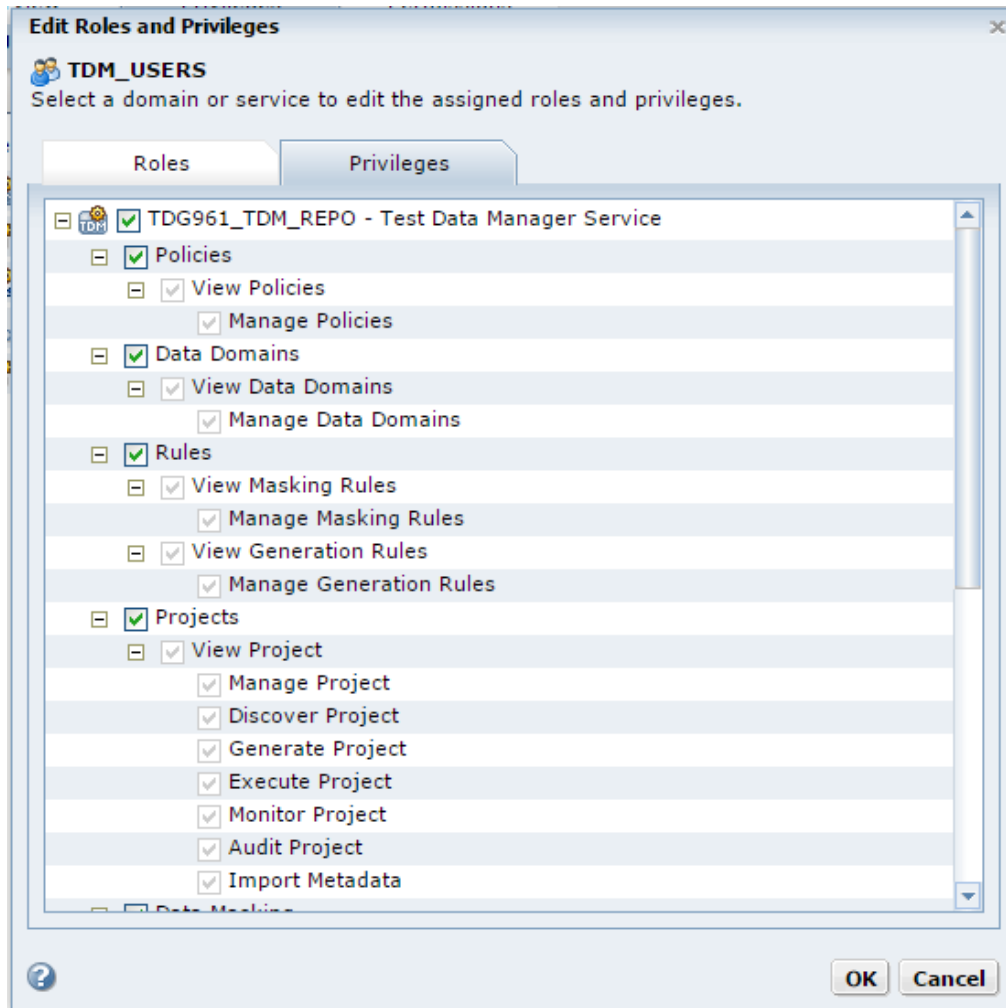 Edit Roles and Privileges
TDM_USERS
Select a domain or service to edit the assigned roles and privileges.
Roles
Privileges
TDM
TDG961_TDM_REPO - Test Data Manager Service
Policies
View Policies
Manage Policies
Data Domains
View Data Domains
Manage Data Domains
Rules
View Masking Rules
Manage Masking Rules
View Generation Rules
Manage Generation Rules
Projects
View Project
Manage Project
Discover Project
Generate Project
Execute Project
Monitor Project
Audit Project
Import Metadata
Data Masking
OK
Cancel